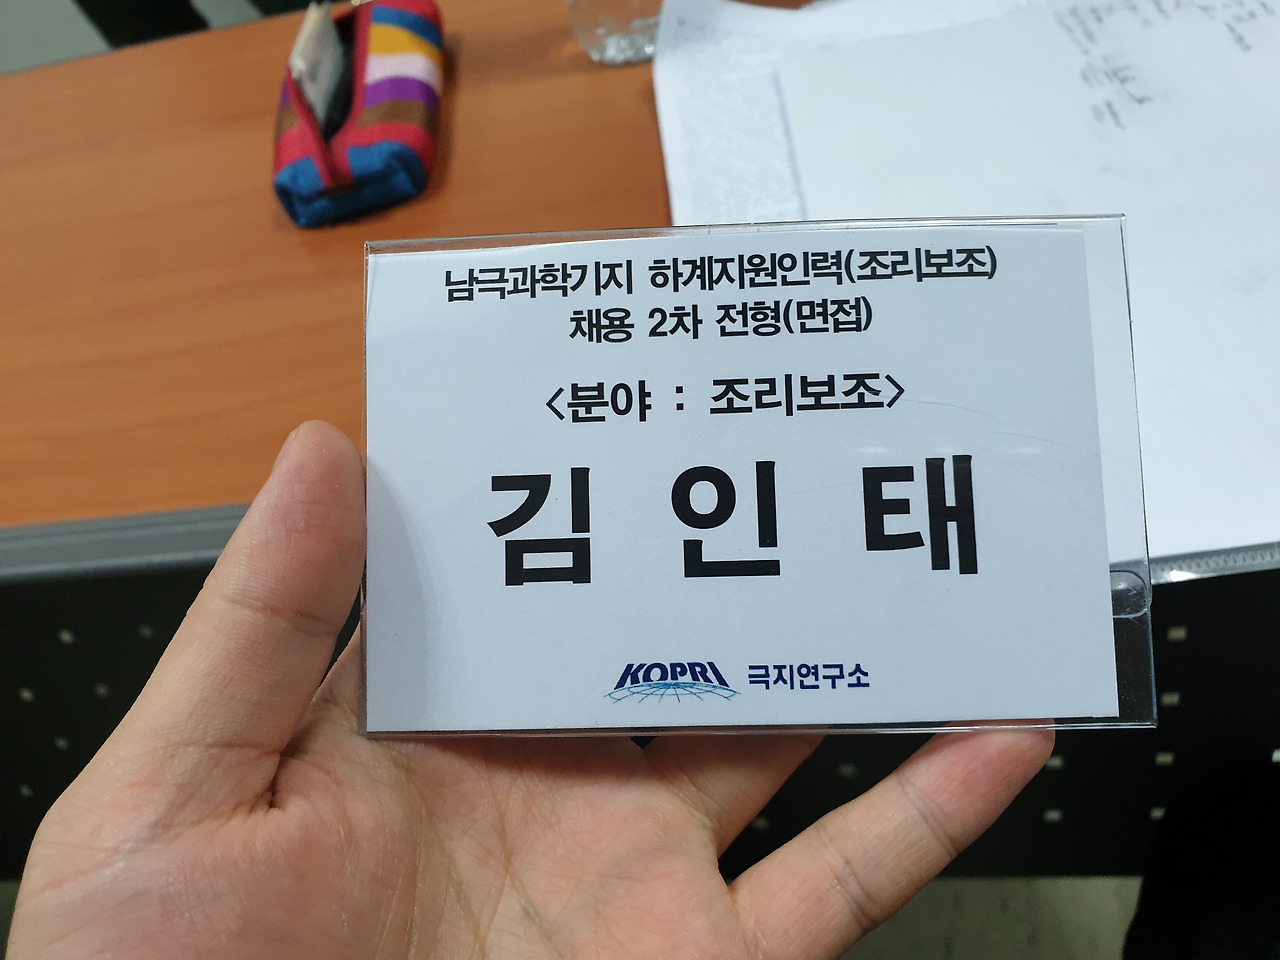 남극과학기지 하계지원인력(조리보조)
채용 2차 전형(면접)
<분야 : 조리보조>
김 인 태
KOPRI 극지연구소